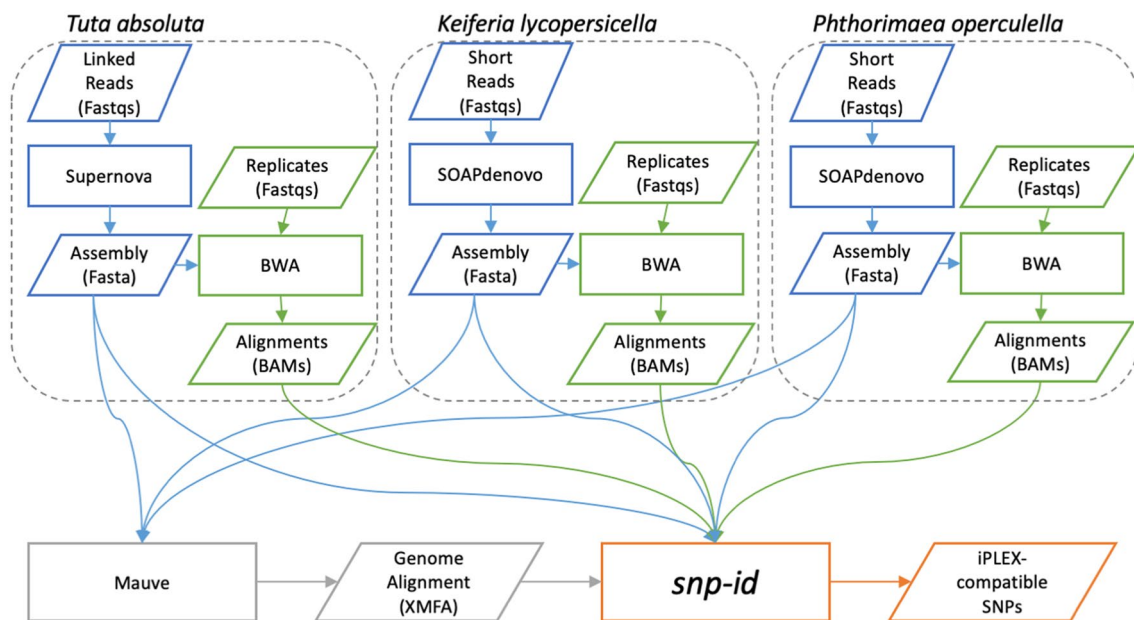 Tuta absoluta
Linked
Reads
(Fastqs)
Supernova
Replicates
(Fastqs)
Assembly
(Fasta)
BWA
Alignments
(BAMs)
Keiferia lycopersicella
Short
Reads
(Fastqs)
SOAPdenovo
Replicates
(Fastqs)
Assembly
(Fasta)
BWA
Alignments
(BAMs)
Phthorimaea operculella
Short
Reads
(Fastqs)
SOAPdenovo
Replicates
(Fastqs)
Assembly
(Fasta)
BWA
Alignments
(BAMs)
Mauve
Genome
Alignment
(XMFA)
snp-id
iPLEX-
compatible
SNPs